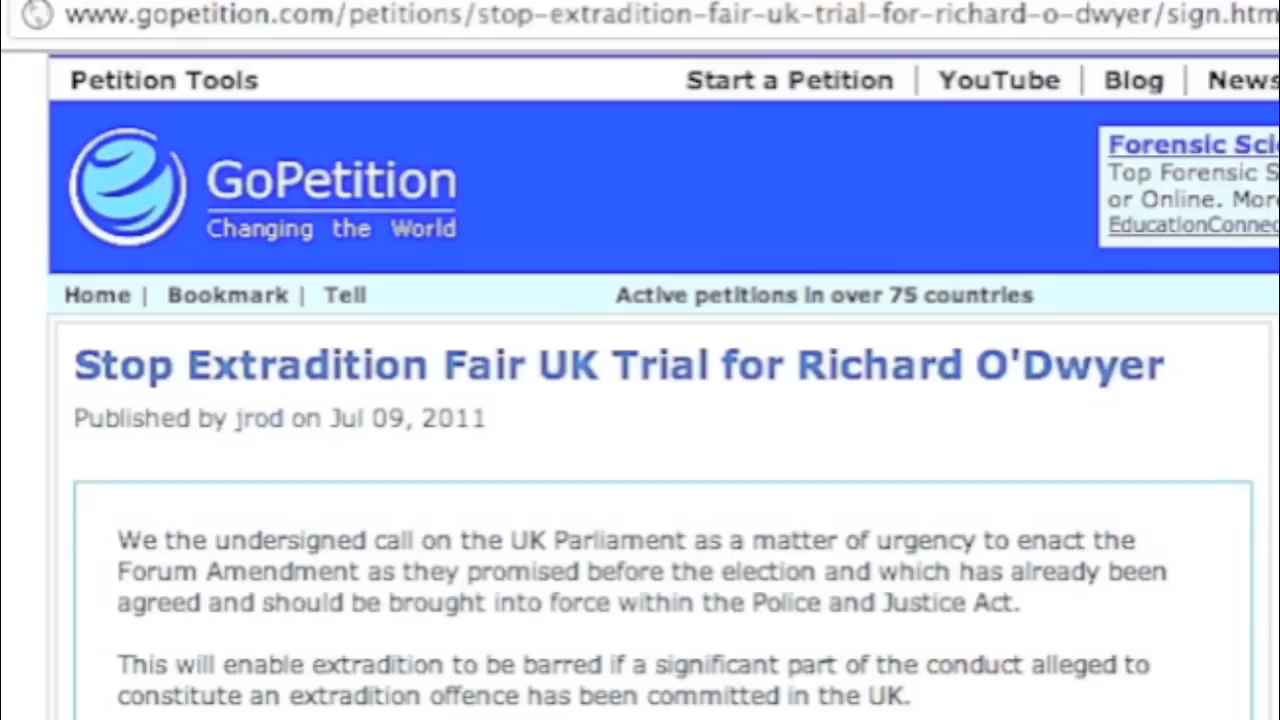 www.gopetition.com/petitions/stop-extradition-fair-uk-trial-for-richard-o-dwyer/sign.htm
Petition Tools
Start a Petition | YouTube | Blog | News
GoPetition
Changing the World
Forensic Sci
Top Forensic S
or Online. More
EducationConnec
Home | Bookmark | Tell
Active petitions in over 75 countries
Stop Extradition Fair UK Trial for Richard O'Dwyer
Published by jrod on Jul 09, 2011
We the undersigned call on the UK Parliament as a matter of urgency to enact the
Forum Amendment as they promised before the election and which has already been
agreed and should be brought into force within the Police and Justice Act.
This will enable extradition to be barred if a significant part of the conduct alleged to
constitute an extradition offence has been committed in the UK.